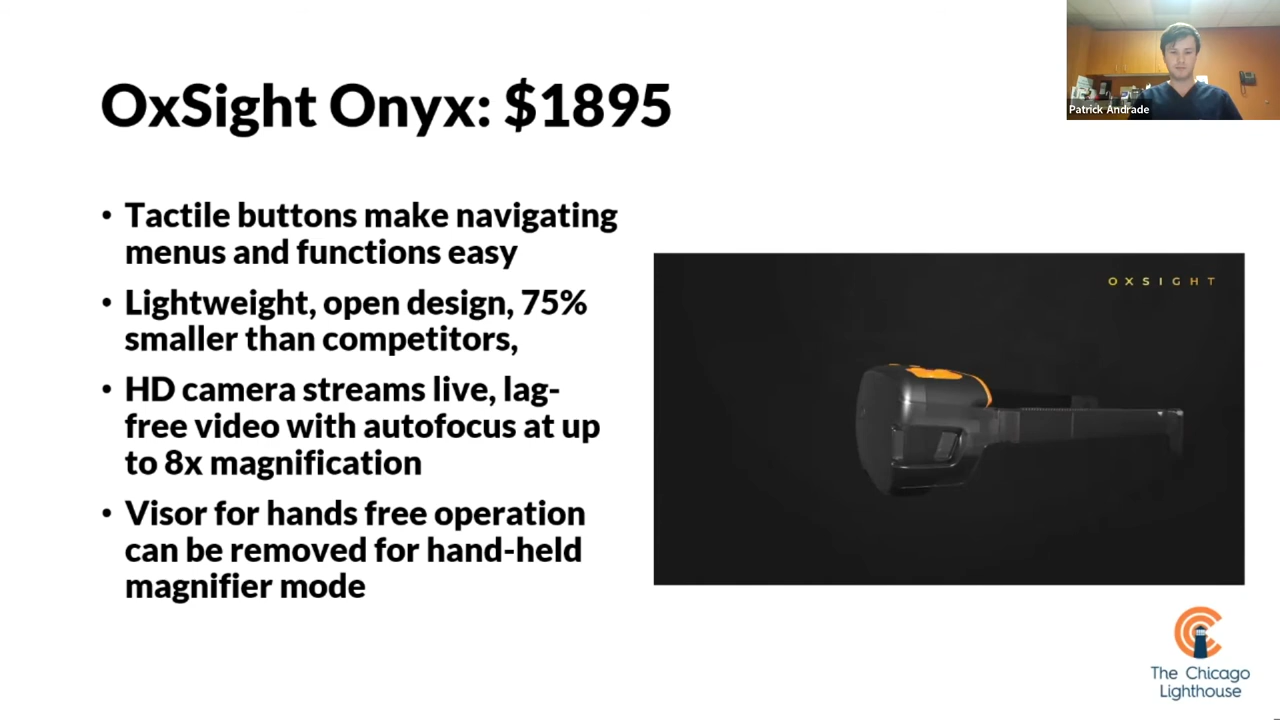 OxSight Onyx: $1895
Patrick Andrade
• Tactile buttons make navigating
menus and functions easy
• Lightweight, open design, 75%
smaller than competitors,
• HD camera streams live, lag-
free video with autofocus at up
to 8x magnification
• Visor for hands free operation
can be removed for hand-held
magnifier mode
OXSIGHT
The Chicago
Lighthouse